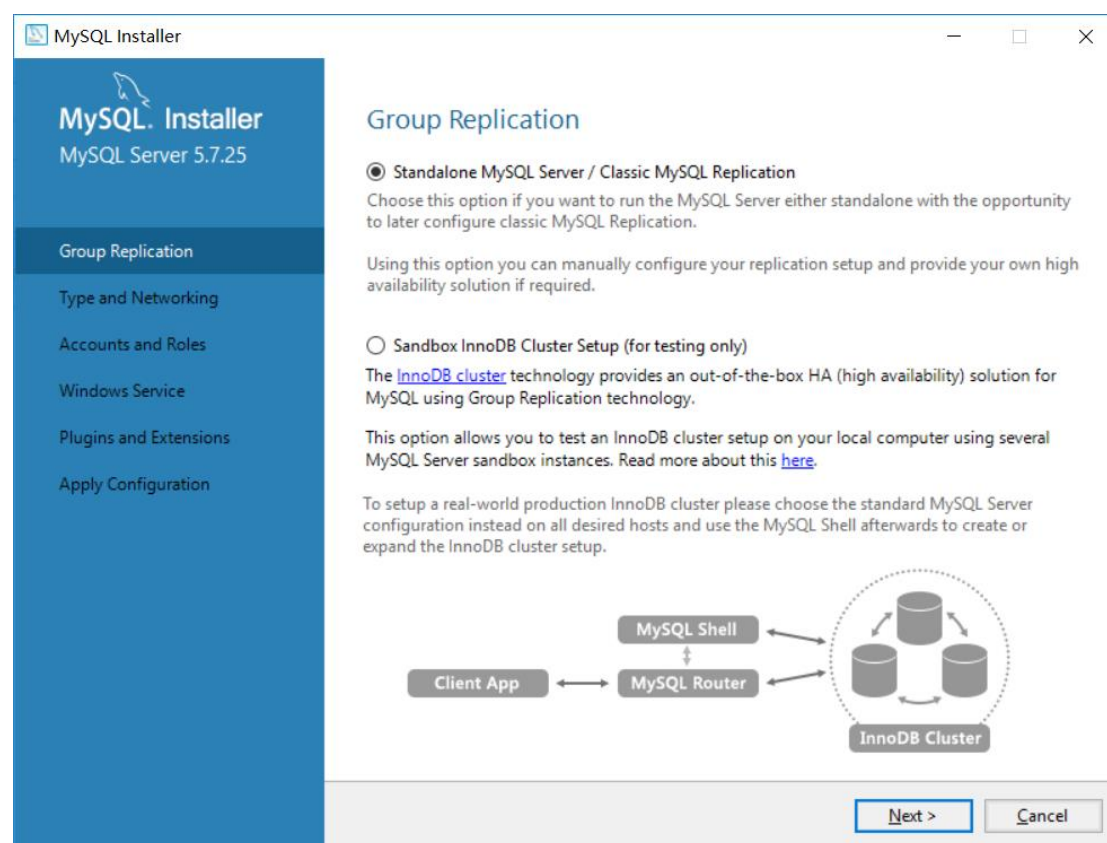 MySQL Installer
MySQL. Installer
MySQL Server 5.7.25
Group Replication
Type and Networking
Accounts and Roles
Windows Service
Plugins and Extensions
Apply Configuration
Group Replication
Standalone MySQL Server / Classic MySQL Replication
Choose this option if you want to run the MySQL Server either standalone with the opportunity
to later configure classic MySQL Replication.
Using this option you can manually configure your replication setup and provide your own high
availability solution if required.
Sandbox InnoDB Cluster Setup (for testing only)
The InnoDB cluster technology provides an out-of-the-box HA (high availability) solution for
MySQL using Group Replication technology.
This option allows you to test an InnoDB cluster setup on your local computer using several
MySQL Server sandbox instances. Read more about this here.
To setup a real-world production InnoDB cluster please choose the standard MySQL Server
configuration instead on all desired hosts and use the MySQL Shell afterwards to create or
expand the InnoDB cluster setup.
MySQL Shell
Client App
MySQL Router
InnoDB Cluster
Next >
Cancel